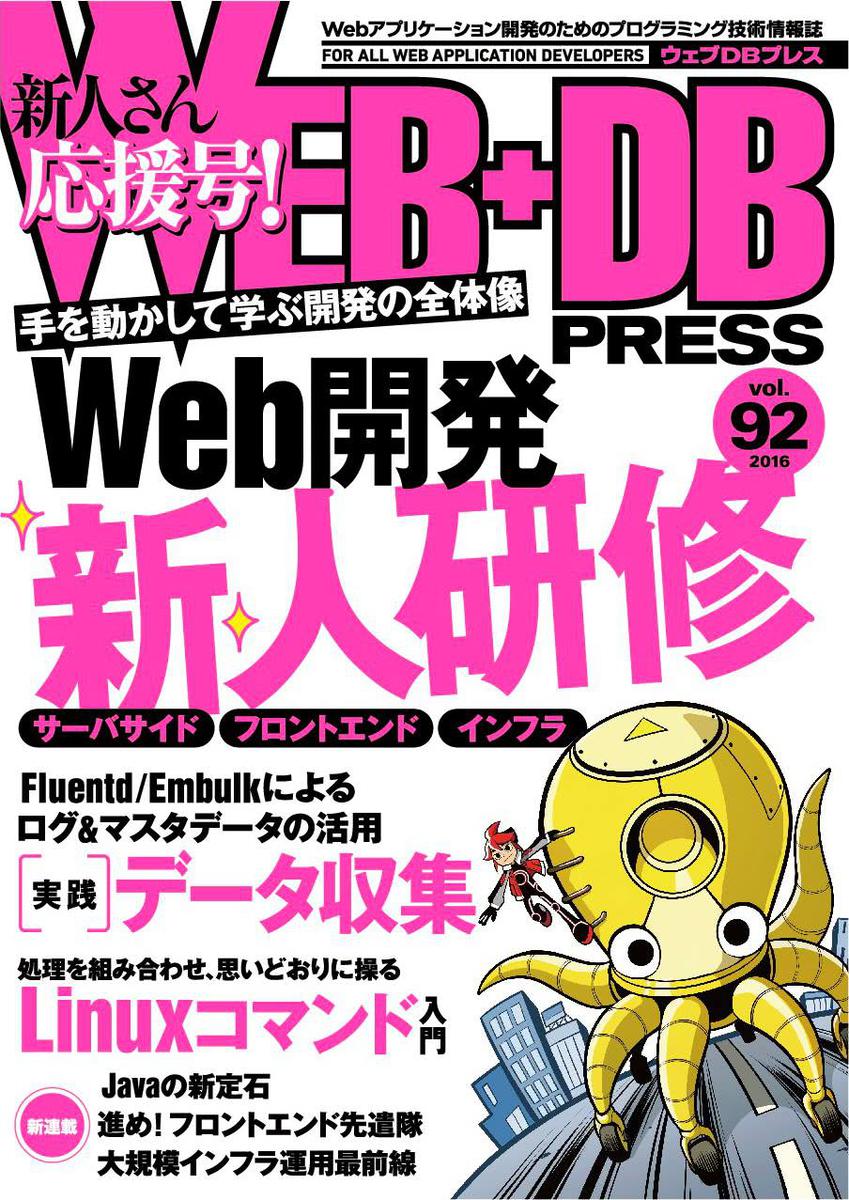 Webアプリケーション開発のためのプログラミング技術情報誌
FOR ALL WEB APPLICATION DEVELOPERS ウェブDBプレス
WEB+DB
PRESS
新人さん
応援号!
手を動かして学ぶ開発の全体像
vol.
92
2016
Web開発
新人研修
サーバサイド フロントエンド インフラ
Fluentd/Embulkによる
ログ&マスタデータの活用
[実践]データ収集
処理を組み合わせ、思いどおりに操る
Linuxコマンド入門
新連載
Javaの新定石
進め! フロントエンド先遣隊
大規模インフラ運用最前線